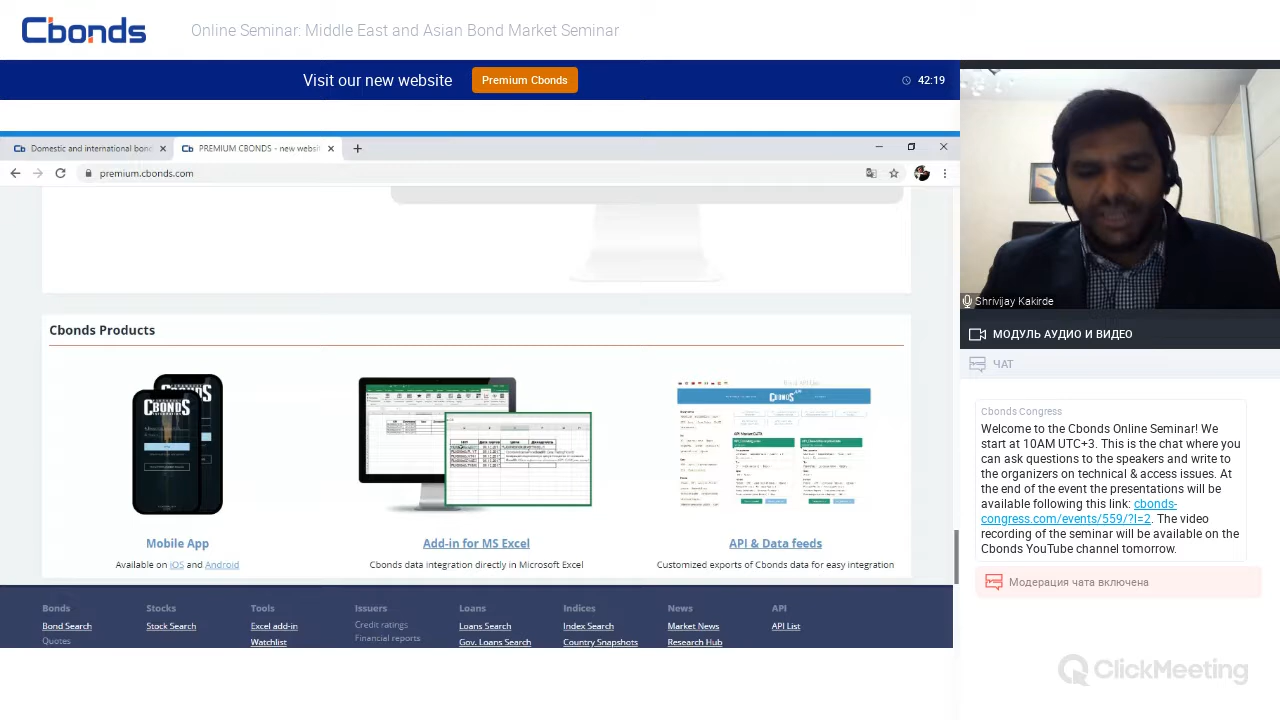 Cbonds
Online Seminar: Middle East and Asian Bond Market Seminar
Visit our new website
Premium Cbonds
42:19
Domestic and international bon
PREMIUM CBONDS - new websit
premium.cbonds.com
Cbonds Products
CBONDS
CBONDS
Mobile App
Available on iOS and Android
Add-in for MS Excel
Cbonds data integration directly in Microsoft Excel
API & Data feeds
Customized exports of Cbonds data for easy integration
Bonds
Bond Search
Quotes
Stocks
Stock Search
Tools
Excel add-in
Watchlist
Issuers
Credit ratings
Financial reports
Loans
Loans Search
Gov. Loans Search
Indices
Index Search
Country Snapshots
News
Market News
Research Hub
API
API List
Shrivijay Kakirde
МОДУЛЬ АУДИО И ВИДЕО
ЧАТ
Cbonds Congress
Welcome to the Cbonds Online Seminar! We
start at 10AM UTC+3. This is the chat where you
can ask questions to the speakers and write to
the organizers on technical & access issues. At
the end of the event the presentations will be
available following this link: cbonds-
congress.com/events/559/?l=2. The video
recording of the seminar will be available on the
Cbonds YouTube channel tomorrow.
Модерация чата включена
ClickMeeting